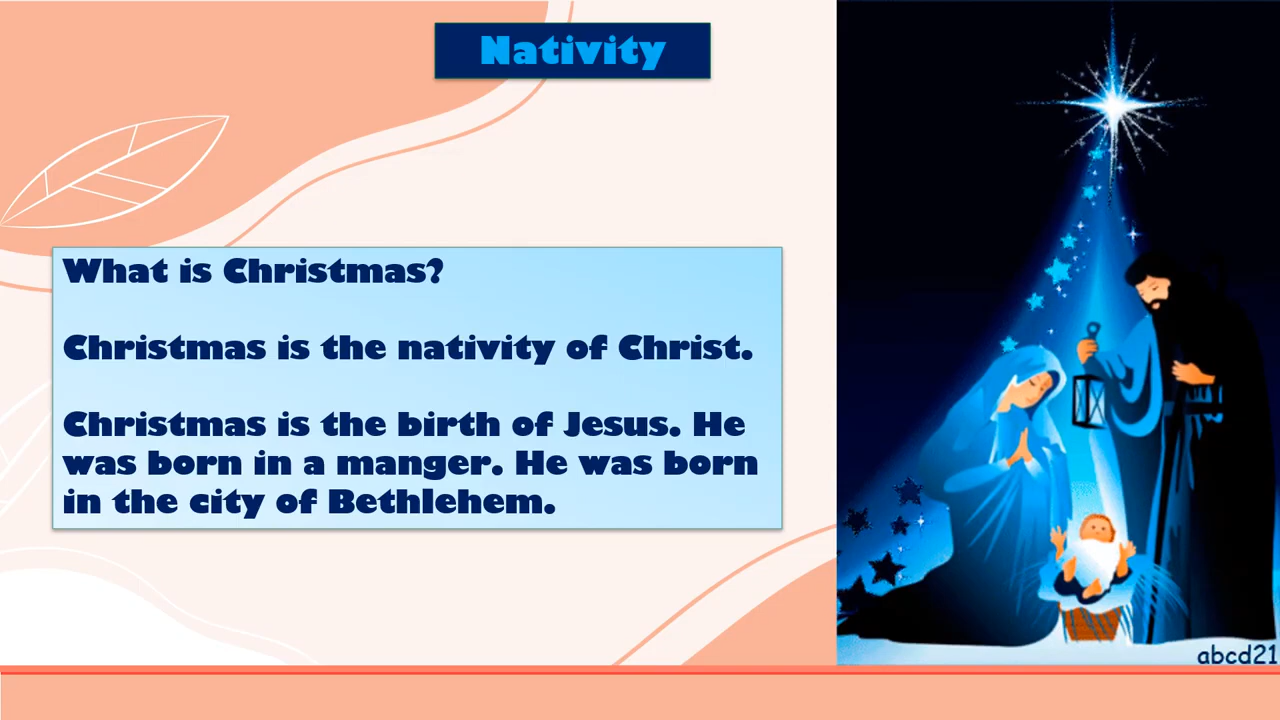 Nativity
What is Christmas?
Christmas is the nativity of Christ.
Christmas is the birth of Jesus. He
was born in a manger. He was born
in the city of Bethlehem.
abcd21